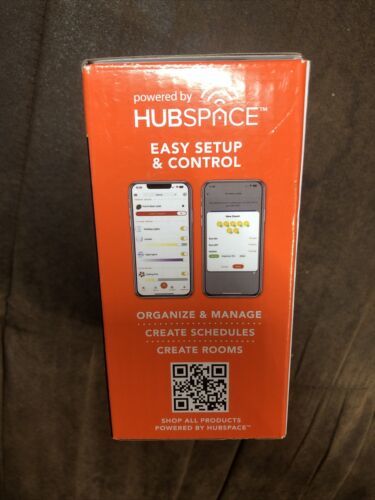 powered by
HUBSPACE™
EASY SETUP
& CONTROL
ORGANIZE & MANAGE
CREATE SCHEDULES
CREATE ROOMS
SHOP ALL PRODUCTS
POWERED BY HUBSPACE™